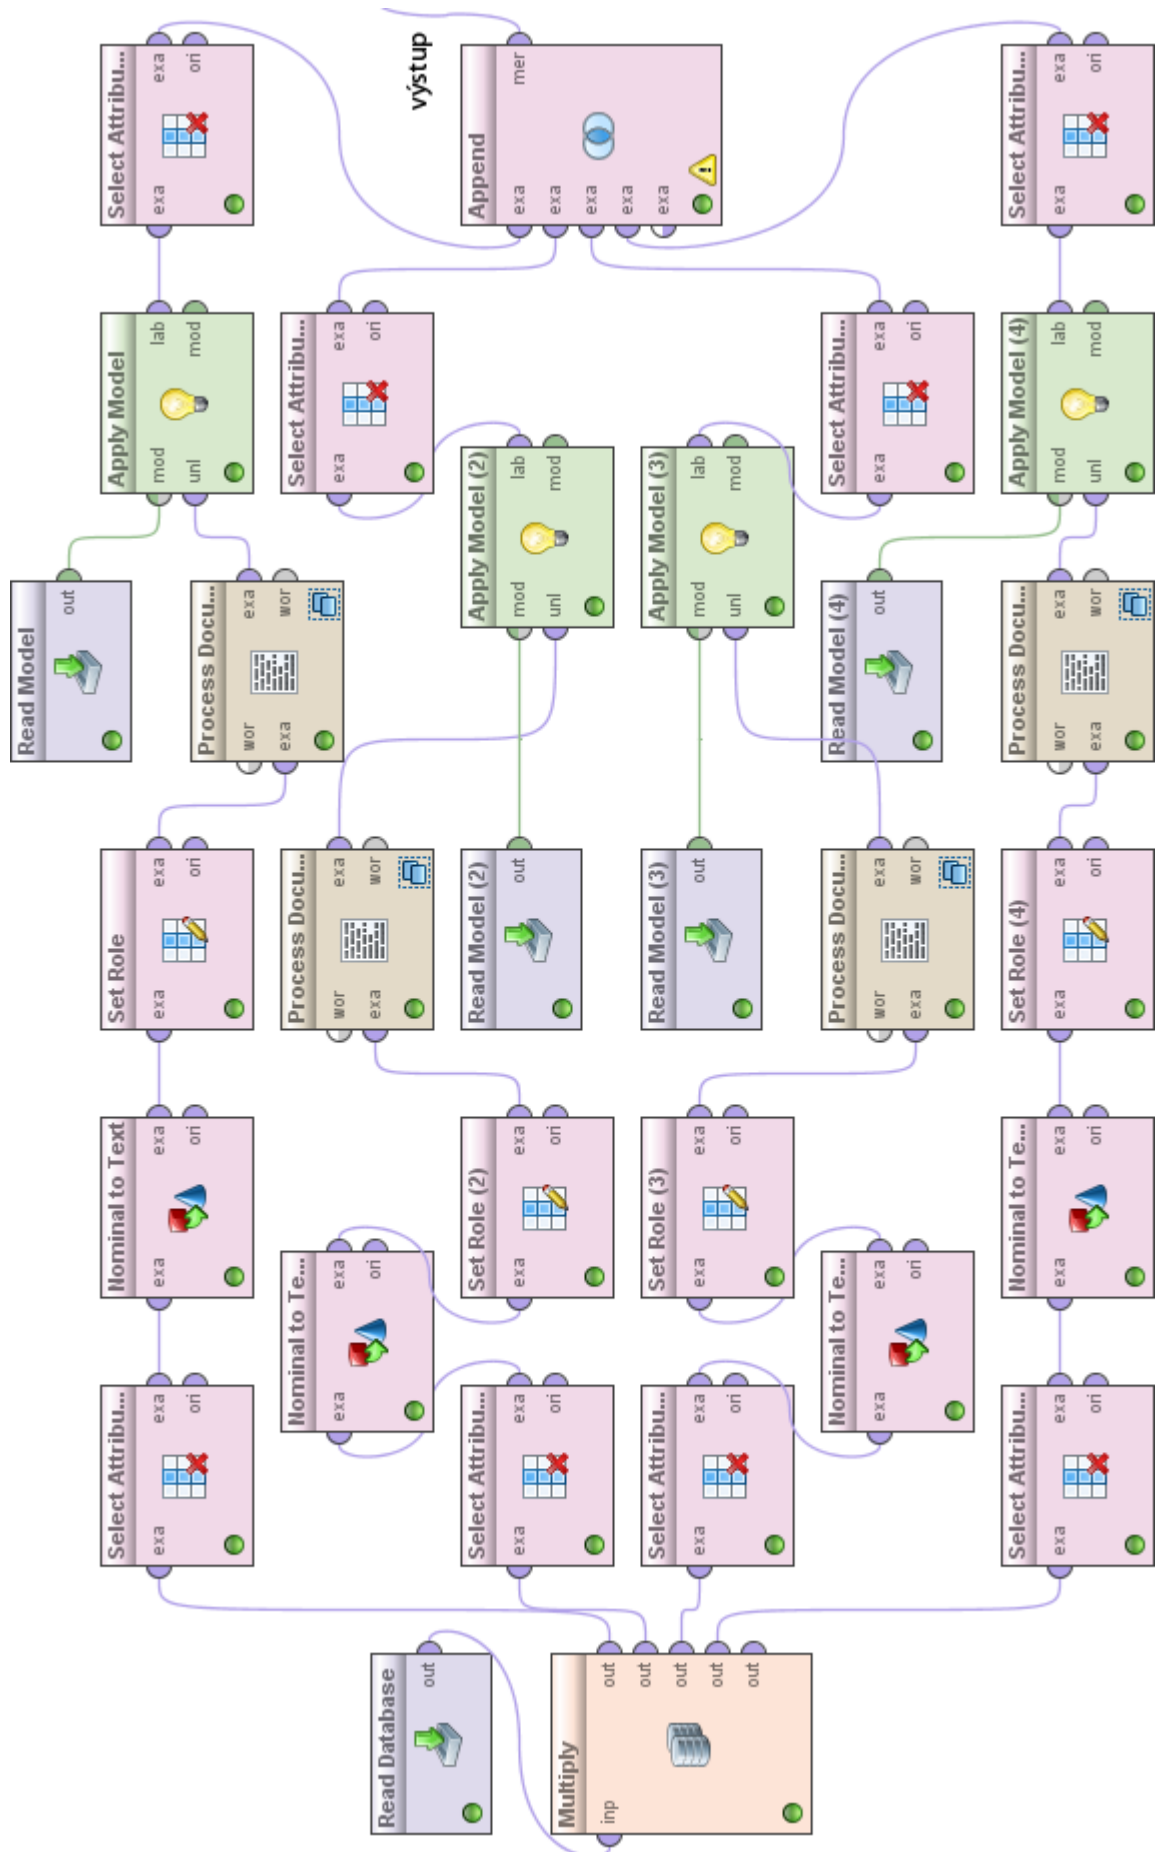 Read Model
out
Select Attribu...
exa exa
ori
Nominal to Text
exa exa
ori
Set Role
exa exa
ori
Apply Model
mod lab
unl mod
Select Attribu...
exa exa
ori
Process Docu...
wor exa
exa wor
Nominal to Te...
exa exa
ori
Process Docu...
wor exa
exa wor
Select Attribu...
exa exa
ori
Read Database
out
výstup
Select Attribu...
exa exa
ori
Set Role (2)
exa exa
ori
Read Model (2)
out
Apply Model (2)
mod lab
unl mod
Append
exa mer
exa
exa
exa
exa
Multiply
inp out
out
out
out
out
Select Attribu...
exa exa
ori
Set Role (3)
exa exa
ori
Read Model (3)
out
Apply Model (3)
mod lab
unl mod
Nominal to Te...
exa exa
ori
Process Docu...
wor exa
exa wor
Read Model (4)
out
Select Attribu...
exa exa
ori
Select Attribu...
exa exa
ori
Nominal to Te...
exa exa
ori
Set Role (4)
exa exa
ori
Process Docu...
wor exa
exa wor
Apply Model (4)
mod lab
unl mod
Select Attribu...
exa exa
ori